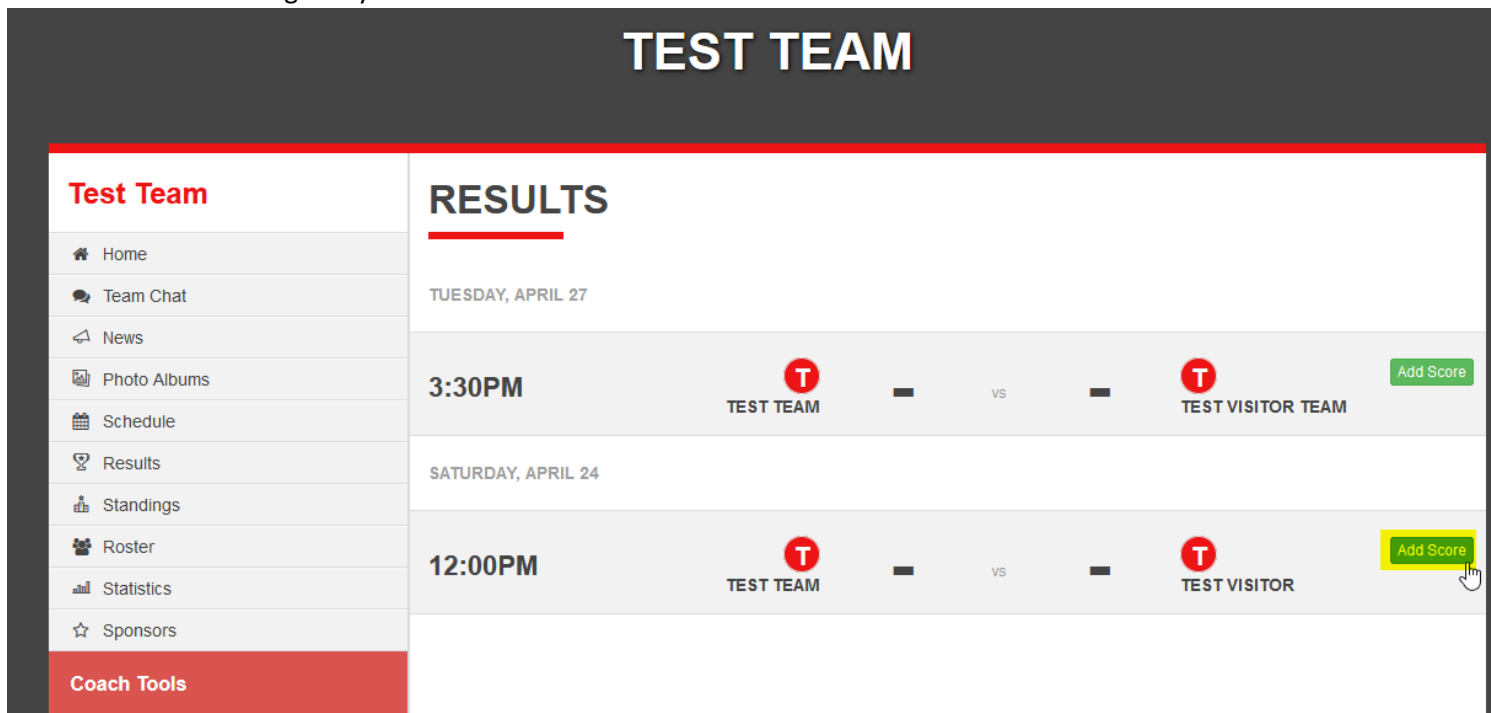 TEST TEAM
Test Team
Home
Team Chat
News
Photo Albums
Schedule
Results
Standings
Roster
Statistics
Sponsors
Coach Tools
RESULTS
TUESDAY, APRIL 27
3:30PM
T
TEST TEAM
-
vs
-
T
TEST VISITOR TEAM
Add Score
SATURDAY, APRIL 24
12:00PM
T
TEST TEAM
-
vs
-
T
TEST VISITOR
Add Score